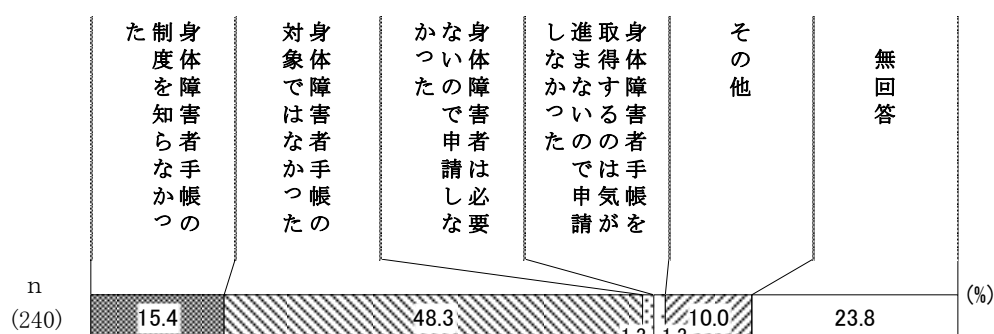 身体障害者手帳の
制度を知らなかっ
た
身体障害者手帳の
対象ではなかった
身体障害者は必要
ないので申請しな
かった
身体障害者手帳を
取得するのは気が
進まないので申請
しなかった
その他
無回答
n
(240)
15.4
48.3
10.0
23.8
(%)